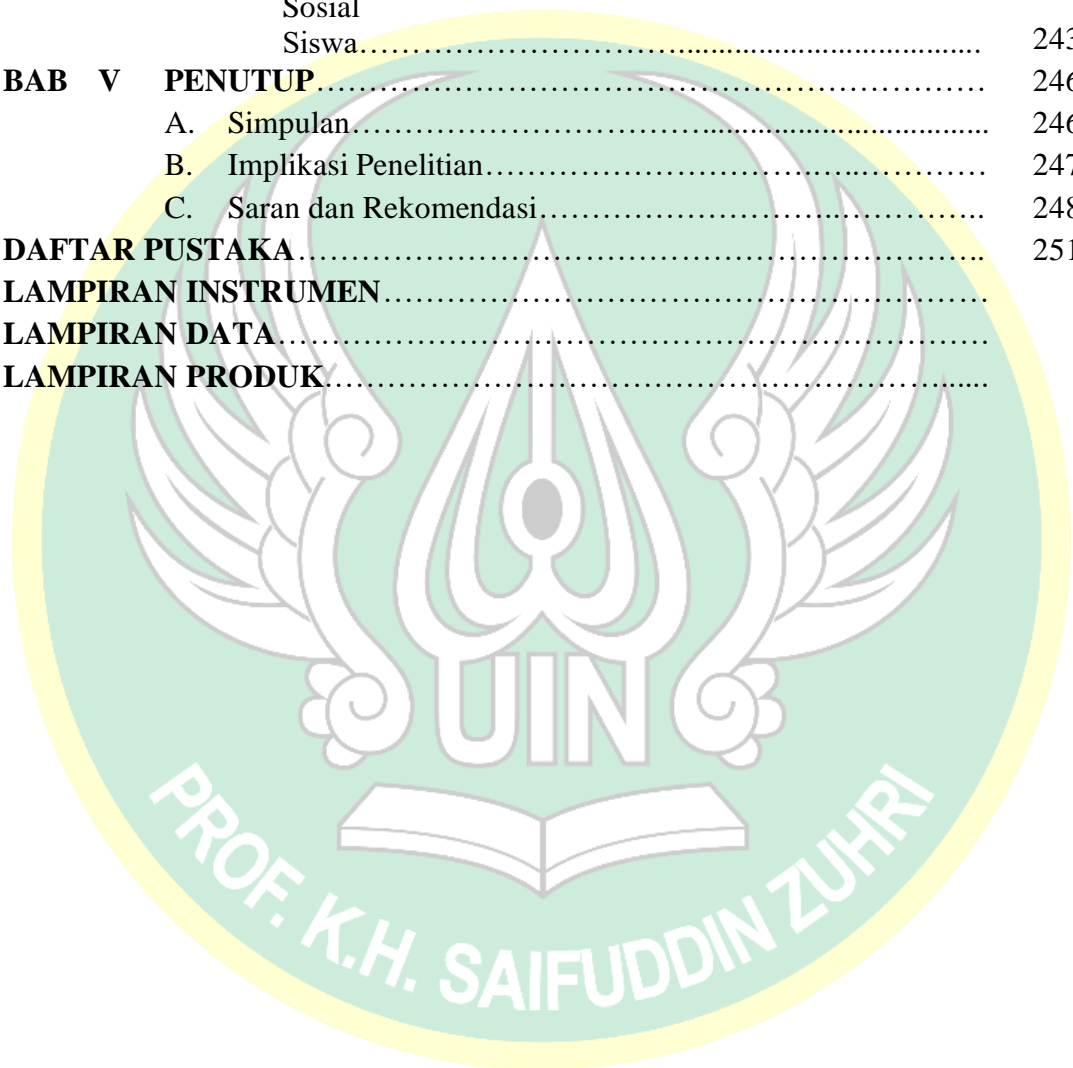 Sosial
Siswa……………………………................................. 243
BAB V PENUTUP……………………………………………………… 246
A. Simpulan…………………………….................................. 246
B. Implikasi Penelitian……………………………..………… 247
C. Saran dan Rekomendasi………………………..………….. 248
DAFTAR PUSTAKA……………………………………………………….. 251
LAMPIRAN INSTRUMEN………………………………………………….
LAMPIRAN DATA…………………………………………………………
LAMPIRAN PRODUK…………………………………………………......
UIN
PROF. K.H. SAIFUDDIN ZUHRI